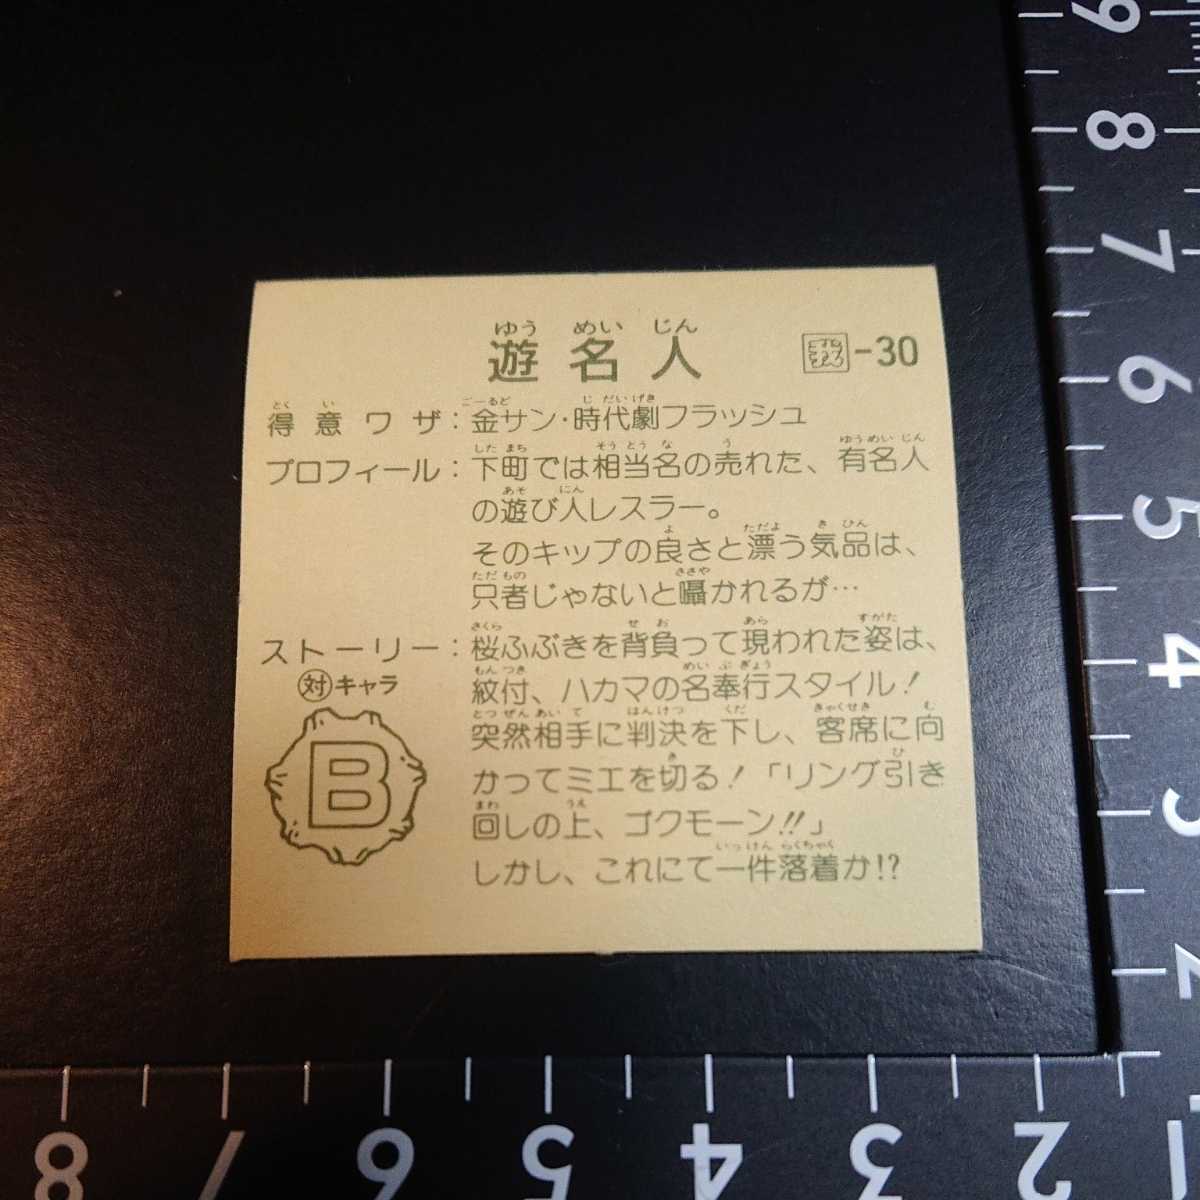 ゆう めい じん
遊名人
-30
とく い ごーるど じ だいげき
得意ワザ：金サン・時代劇フラッシュ
した まち そう とう な う ゆうめい じん
プロフィール：下町では相当名の売れた、有名人
あそ にん
の遊び人レスラー。
よ ただよ き ひん
そのキップの良さと漂う気品は、
ただ もの ささや
只者じゃないと囁かれるが…
さくら せ お あら すがた
ストーリー：桜ふぶきを背負って現われた姿は、
もん つき めい ぶ ぎょう
紋付、ハカマの名奉行スタイル！
とつ ぜん あい て はんけつ くだ きゃくせき む
突然相手に判決を下し、客席に向
き ひ
かってミエを切る！「リング引き
まわ うえ
回しの上、ゴクモーン!!」
いっけん らくちゃく
しかし、これにて一件落着か!?
対キャラ
B
9
8
7
6
5
4
3
2
1
8
7
6
5
4
3
2
1